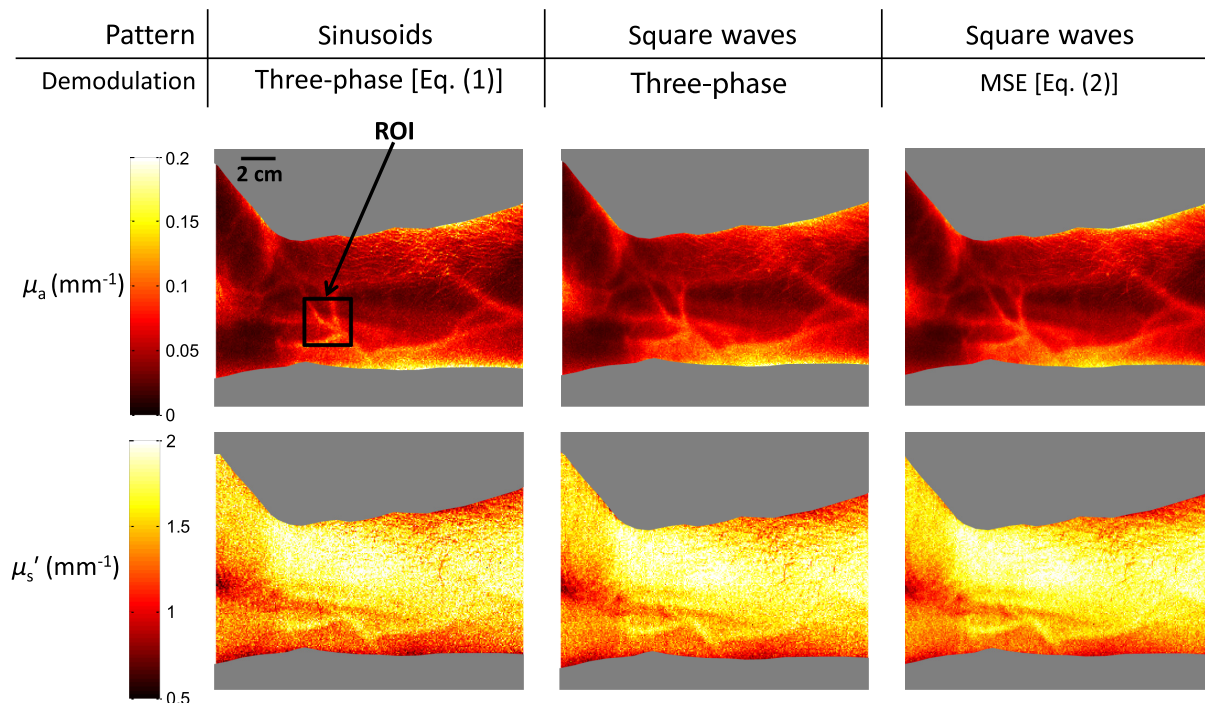 Pattern Sinusoids Square waves Square waves
Demodulation Three-phase [Eq. (1)] Three-phase MSE [Eq. (2)]
ROI
2 cm
0.2
0.15
μa (mm-1) 0.1
0.05
0
2
1.5
μs′ (mm-1)
1
0.5